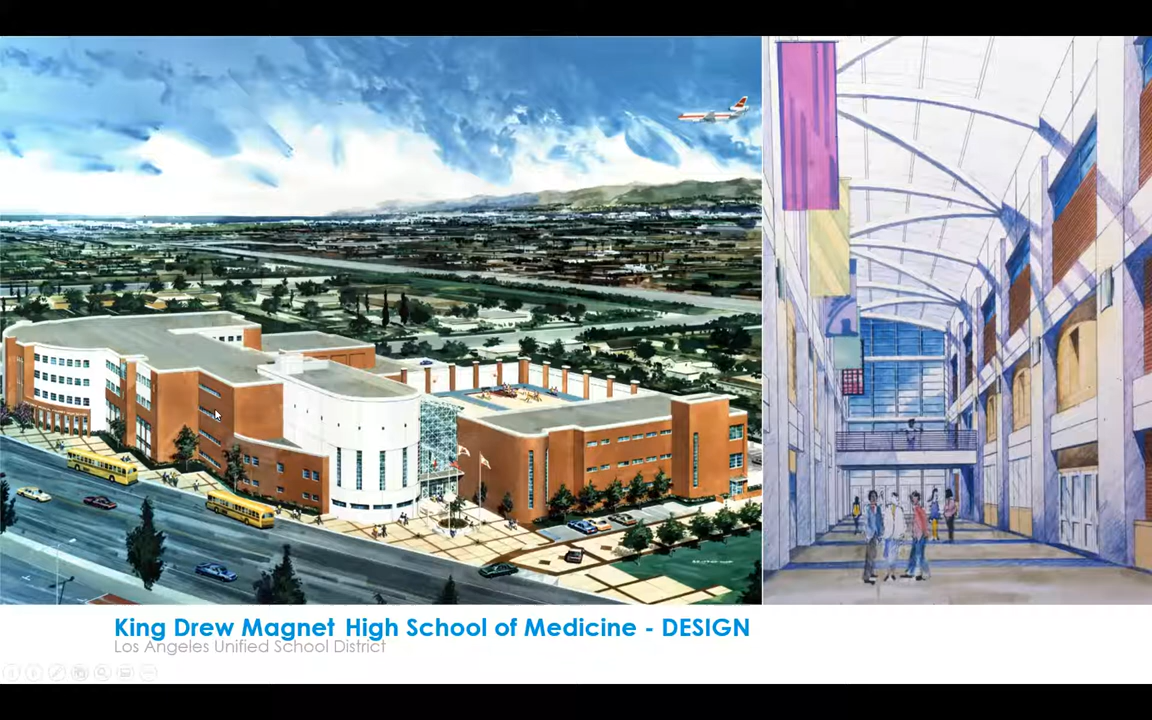 King Drew Magnet High School of Medicine - DESIGN
Los Angeles Unified School District